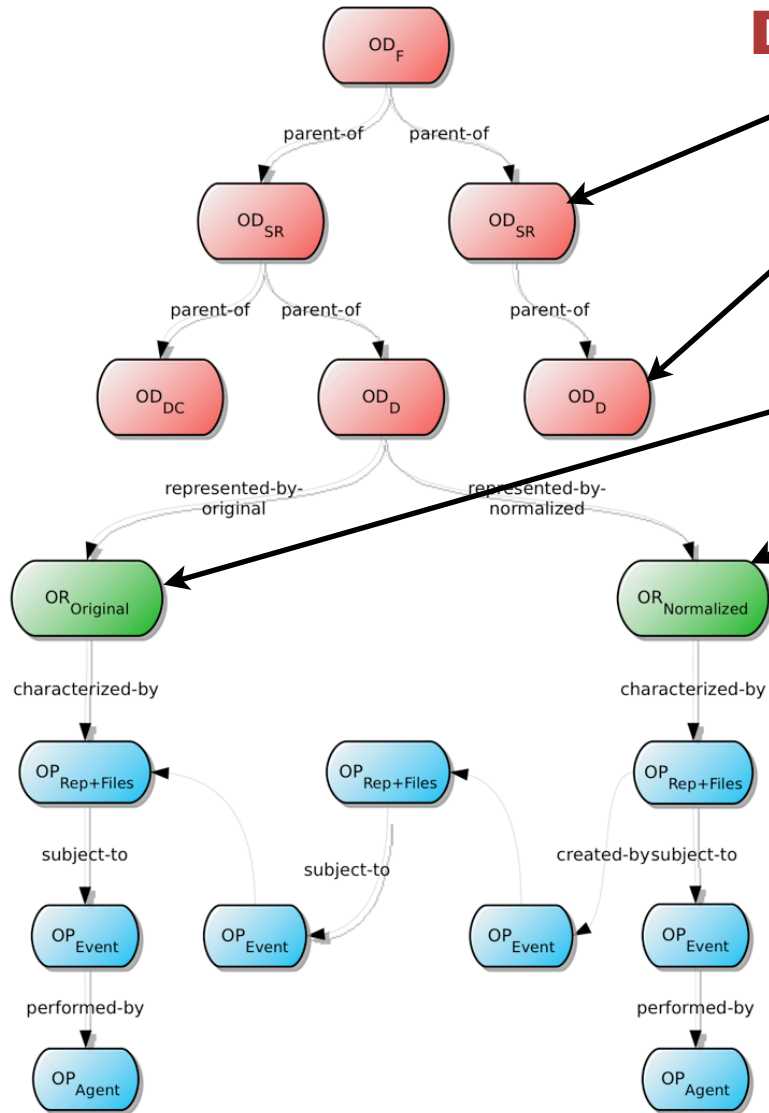 OD_F
parent-of parent-of
OD_SR OD_SR
parent-of parent-of parent-of
OD_DC OD_D OD_D
represented-by- represented-by-
original normalized
OR_Original OR_Normalized
characterized-by characterized-by
OP_Rep+Files OP_Rep+Files OP_Rep+Files
subject-to subject-to created-by subject-to
OP_Event OP_Event OP_Event OP_Event
performed-by performed-by
OP_Agent OP_Agent